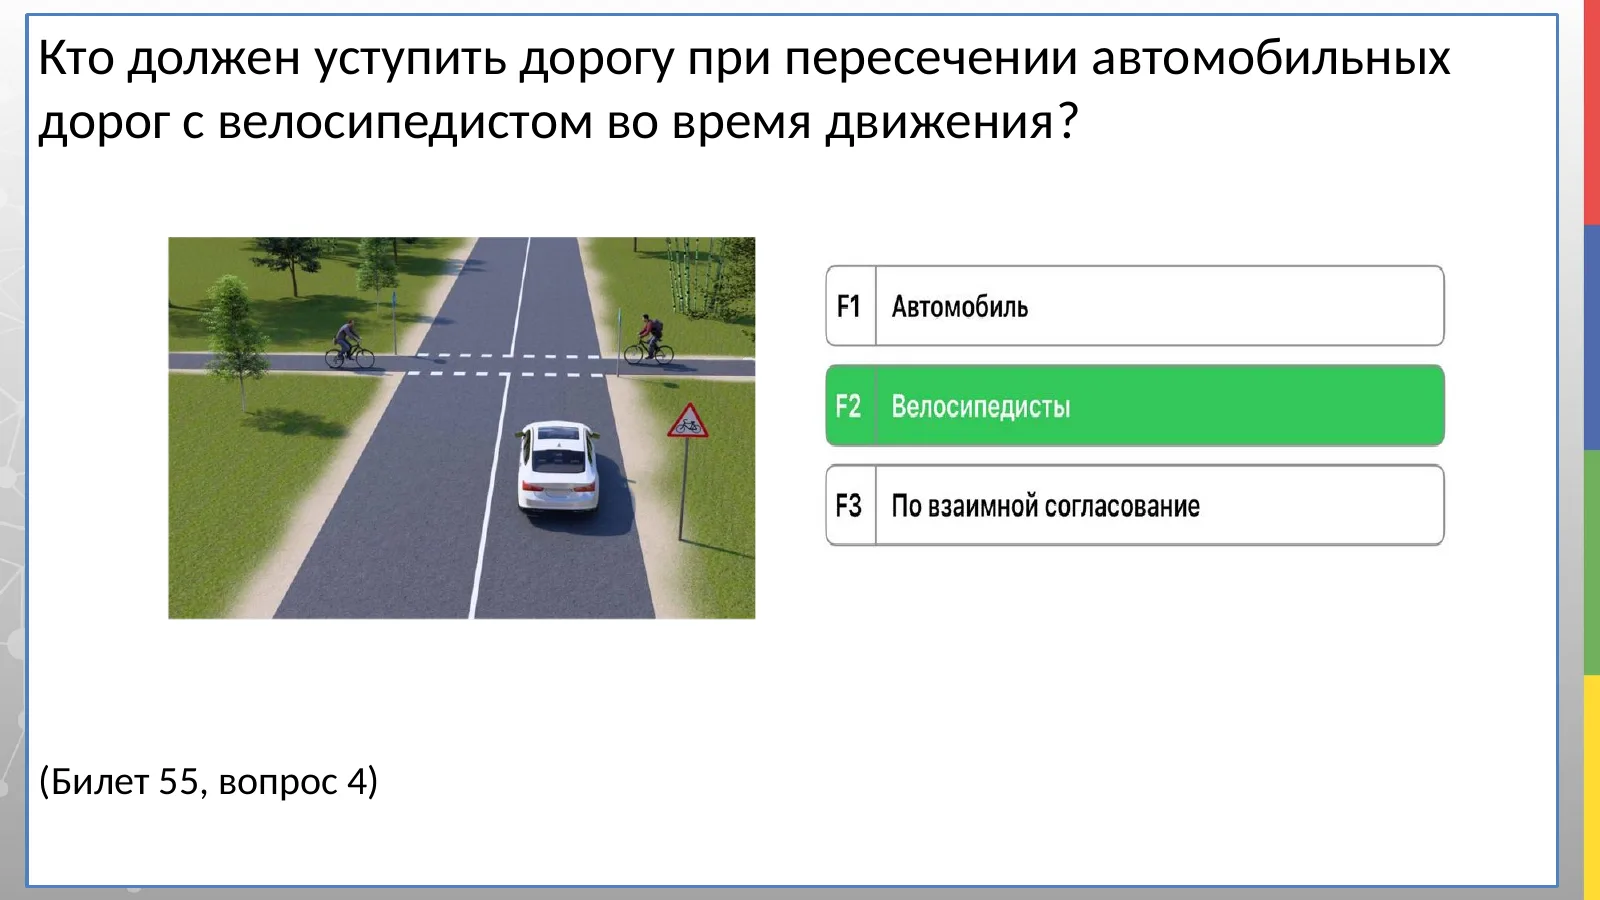 Кто должен уступить дорогу при пересечении автомобильных
дорог с велосипедистом во время движения?
F1 Автомобиль
F2 Велосипедисты
F3 По взаимной согласование
(Билет 55, вопрос 4)